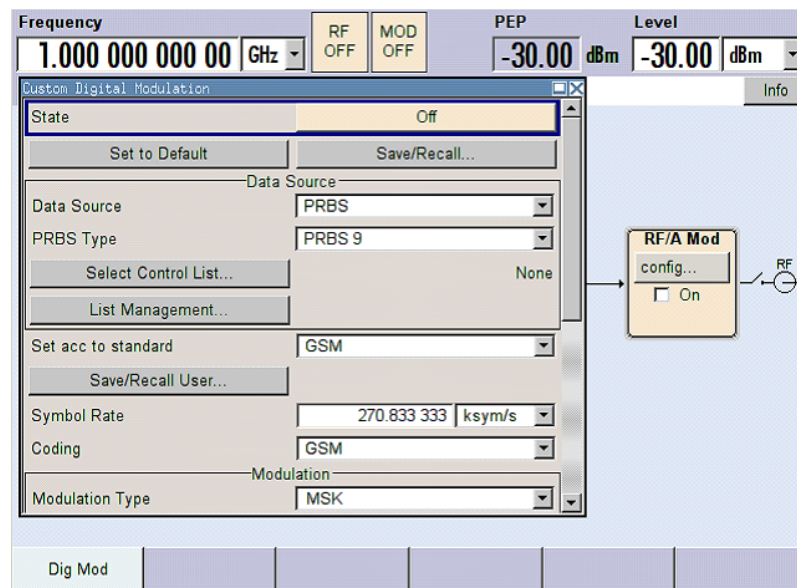 Frequency RF OFF MOD OFF PEP Level
1.000 000 000 00 GHz -30.00 dBm -30.00 dBm
Custom Digital Modulation
Info
State Off
Set to Default Save/Recall...
Data Source
Data Source PRBS
PRBS Type PRBS 9
Select Control List... None
List Management...
Set acc to standard GSM
Save/Recall User...
Symbol Rate 270.833 333 ksym/s
Coding GSM
Modulation
Modulation Type MSK
RF/A Mod
config...
On
RF
Dig Mod